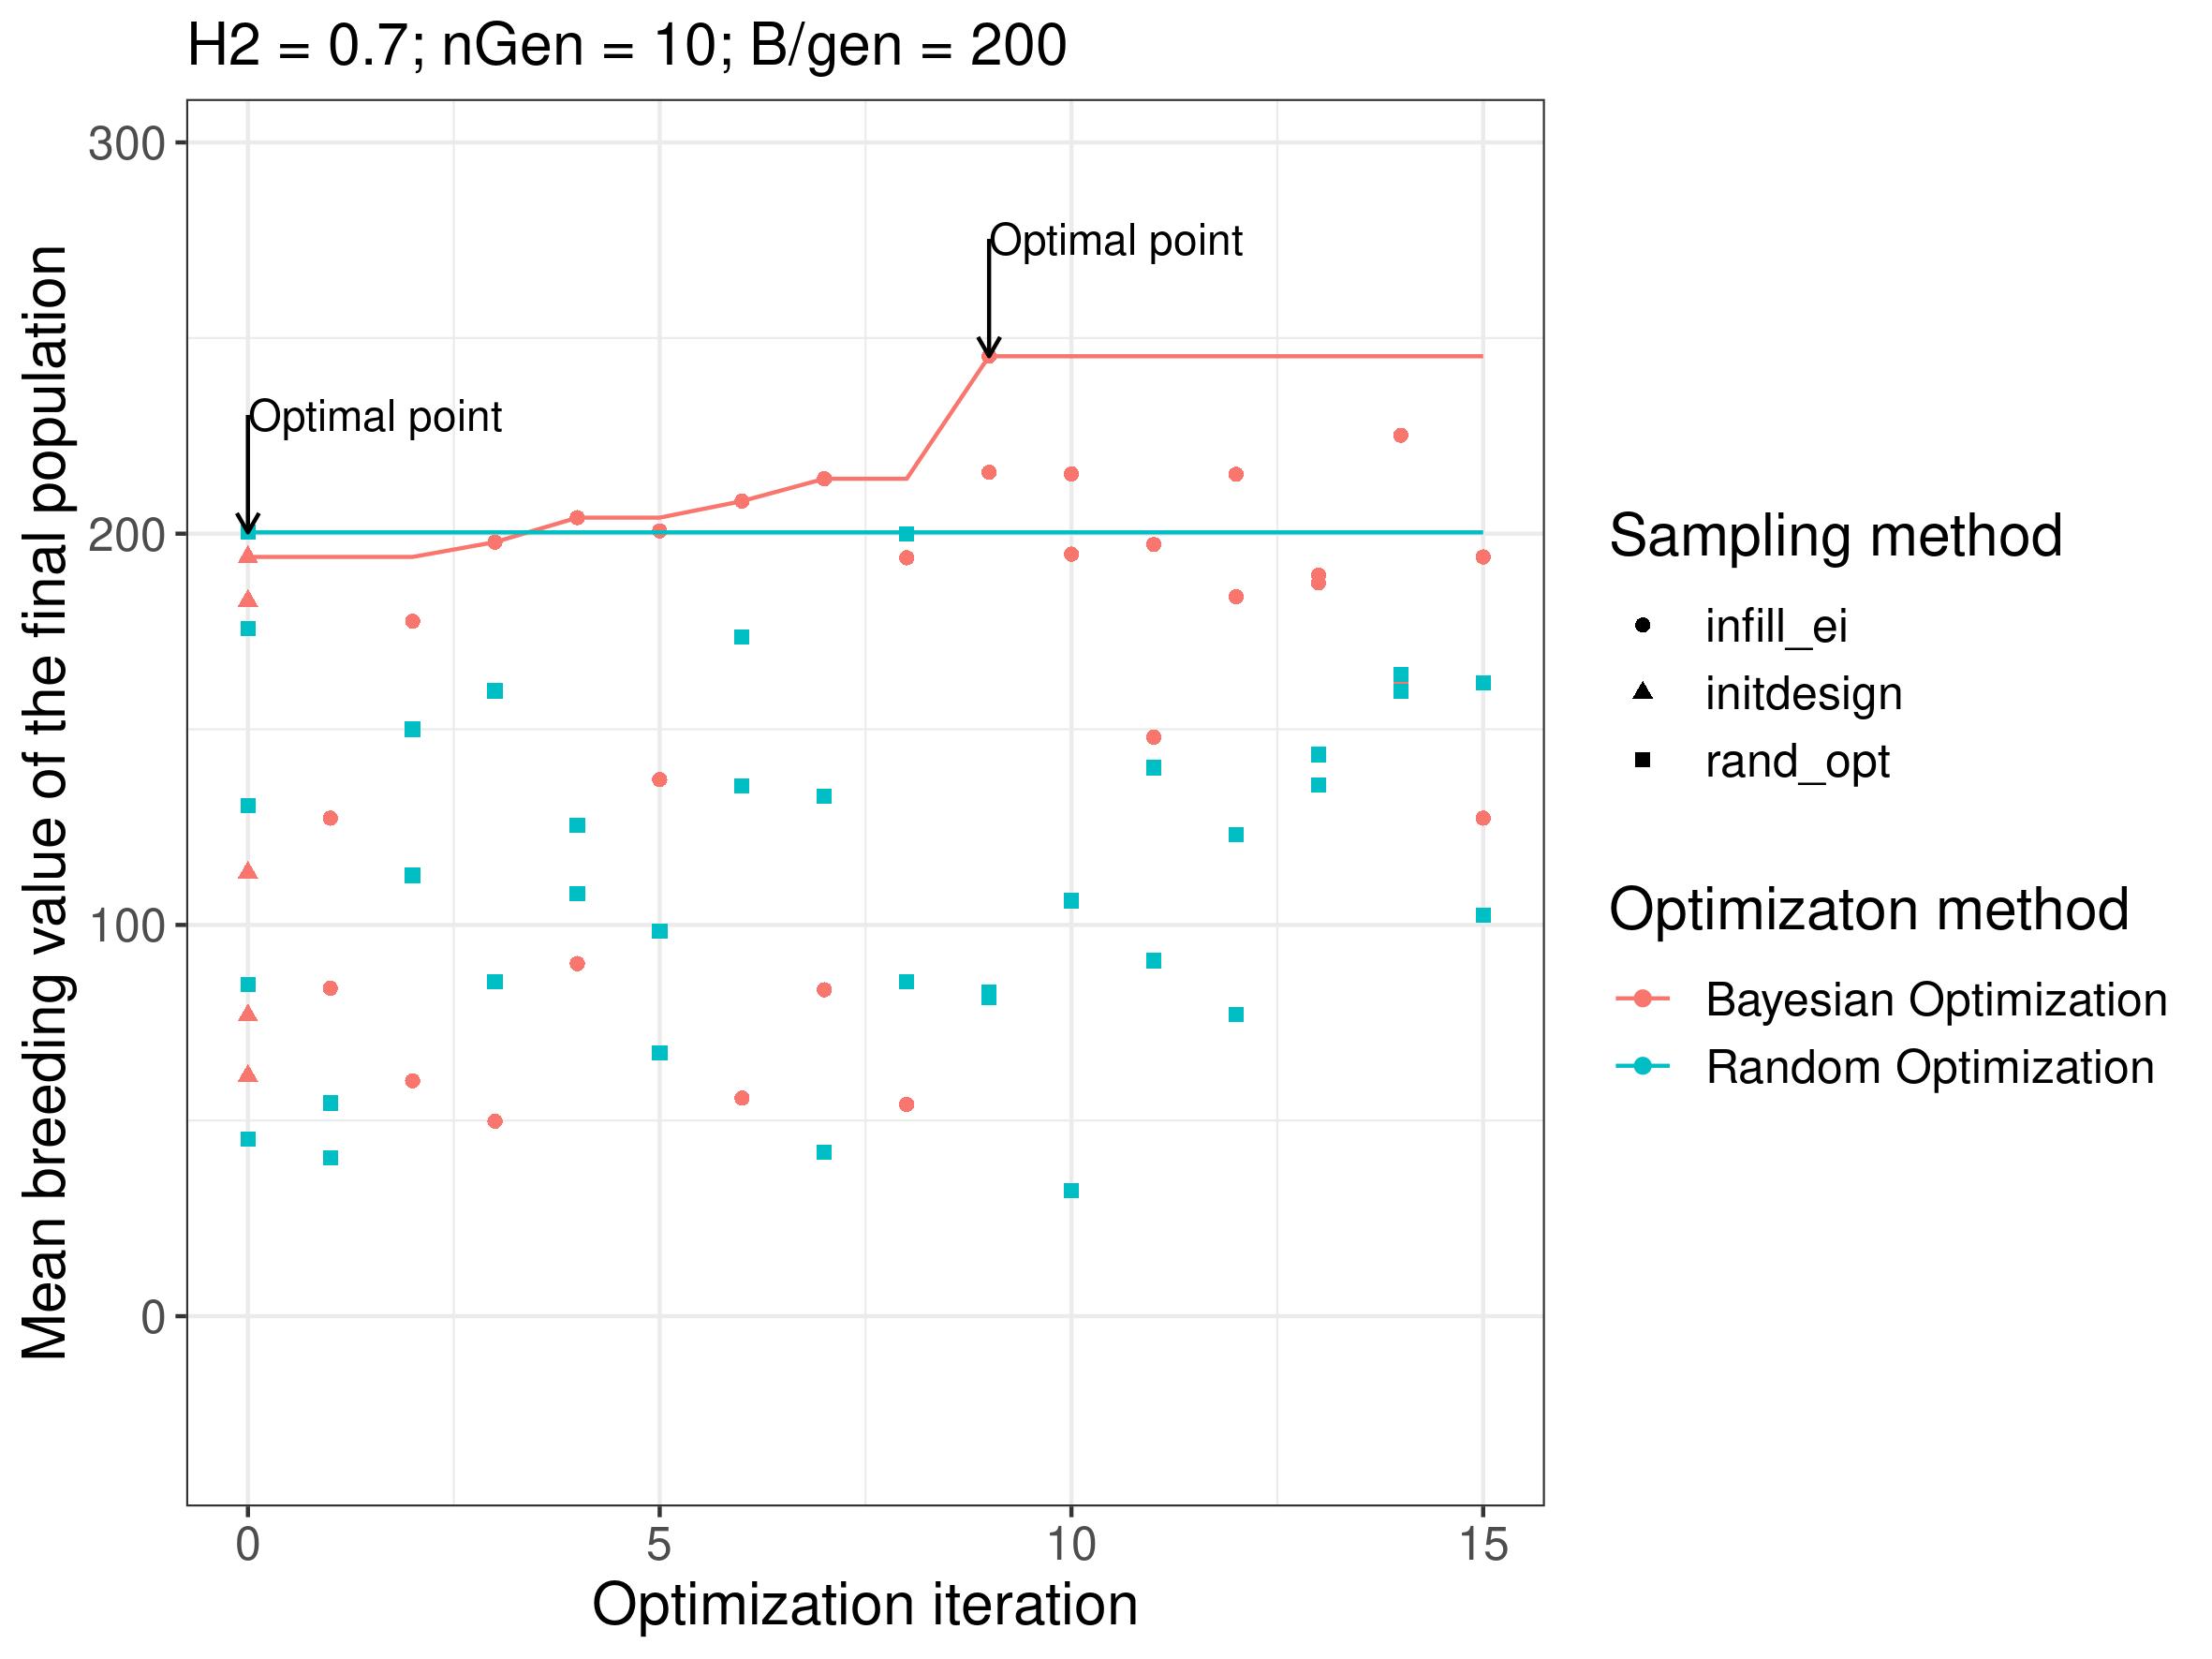 H2 = 0.7; nGen = 10; B/gen = 200
Mean breeding value of the final population
300
200
100
0
Optimal point
Optimal point
0
5
10
15
Optimization iteration
Sampling method
infill_ei
initdesign
rand_opt
Optimizaton method
Bayesian Optimization
Random Optimization